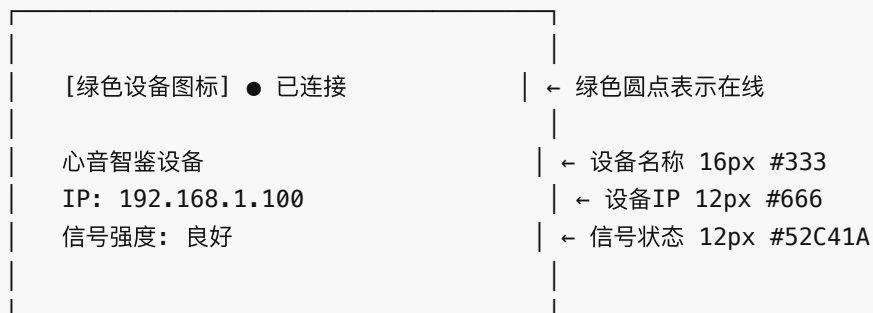 [绿色设备图标] ● 已连接 ← 绿色圆点表示在线
心音智鉴设备 ← 设备名称 16px #333
IP: 192.168.1.100 ← 设备IP 12px #666
信号强度: 良好 ← 信号状态 12px #52C41A